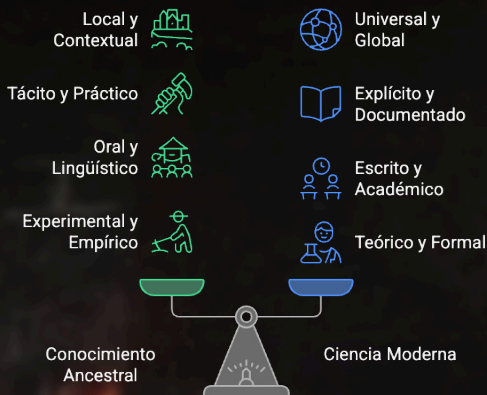 Local y
Contextual
Universal y
Global
Tácito y Práctico
Explícito y
Documentado
Oral y
Lingüístico
Escrito y
Académico
Experimental y
Empírico
Teórico y Formal
Conocimiento
Ancestral
Ciencia Moderna